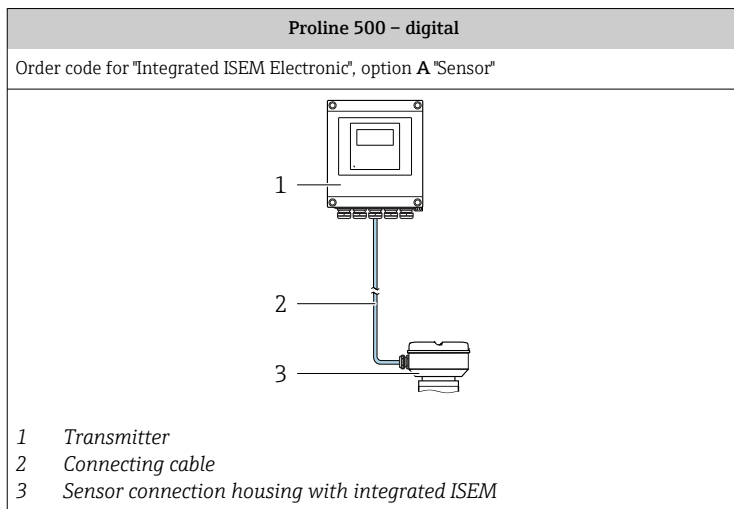 Proline 500 – digital
Order code for "Integrated ISEM Electronic", option A "Sensor"
1
2
3
1 Transmitter
2 Connecting cable
3 Sensor connection housing with integrated ISEM